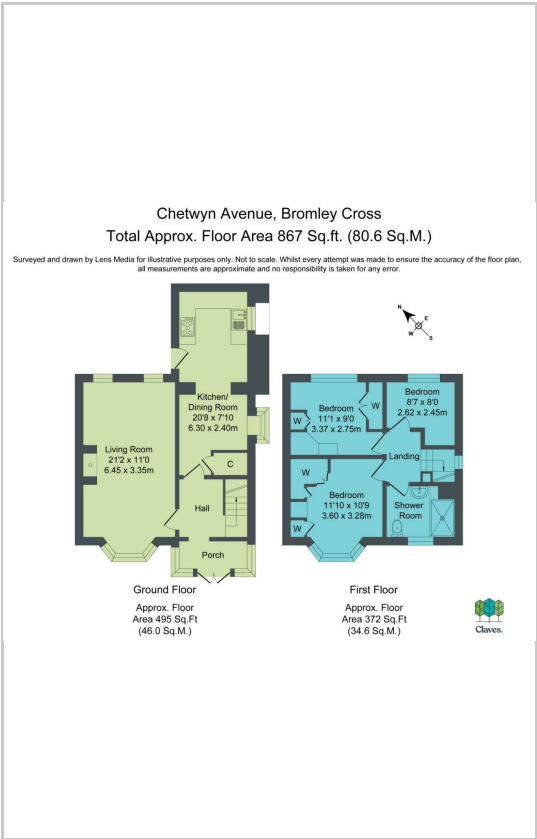 Chetwyn Avenue, Bromley Cross
Total Approx. Floor Area 867 Sq.ft. (80.6 Sq.M.)
Surveyed and drawn by Lens Media for illustrative purposes only. Not to scale. Whilst every attempt was made to ensure the accuracy of the floor plan,
all measurements are approximate and no responsibility is taken for any error.
N
E
W
S
Kitchen/
Dining Room
20'8 x 7'10
6.30 x 2.40m
Living Room
21'2 x 11'0
6.45 x 3.35m
C
Hall
Porch
Bedroom
11'1 x 9'0
3.37 x 2.75m
W
W
Bedroom
8'7 x 8'0
2.62 x 2.45m
Landing
W
Bedroom
11'10 x 10'9
3.60 x 3.28m
W
Shower
Room
Ground Floor
Approx. Floor
Area 495 Sq.Ft
(46.0 Sq.M.)
First Floor
Approx. Floor
Area 372 Sq.Ft
(34.6 Sq.M.)
Claves.